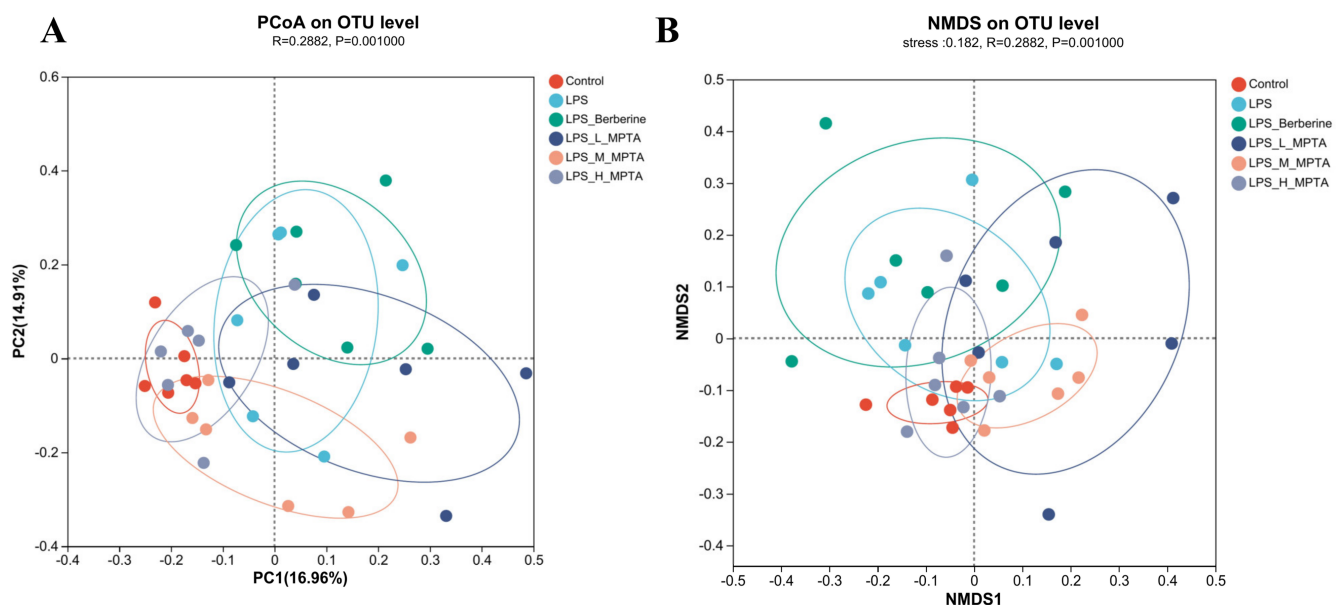 A
PCoA on OTU level
R=0.2882, P=0.001000
Control
LPS
LPS_Berberine
LPS_L_MPTA
LPS_M_MPTA
LPS_H_MPTA
0.6
0.4
0.2
0
-0.2
-0.4
PC2(14.91%)
-0.4
-0.3
-0.2
-0.1
0
0.1
0.2
0.3
0.4
0.5
PC1(16.96%)
B
NMDS on OTU level
stress :0.182, R=0.2882, P=0.001000
Control
LPS
LPS_Berberine
LPS_L_MPTA
LPS_M_MPTA
LPS_H_MPTA
0.5
0.4
0.3
0.2
0.1
0
-0.1
-0.2
-0.3
-0.4
NMDS2
-0.5
-0.4
-0.3
-0.2
-0.1
0
0.1
0.2
0.3
0.4
0.5
NMDS1